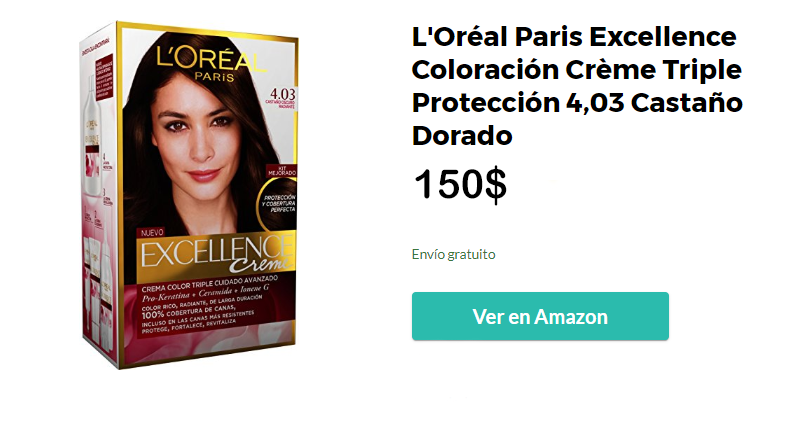 L'ORÉAL
PARIS
4.03
CASTAÑO OSCURO
RADIANTE
KIT
MEJORADO
PROTECCIÓN
Y COBERTURA
PERFECTA
NUEVO
EXCELLENCE
Creme
CREMA COLOR TRIPLE CUIDADO AVANZADO
Pro-Keratina + Ceramida + Ionene G
COLOR RICO, RADIANTE, DE LARGA DURACIÓN
100% COBERTURA DE CANAS,
INCLUSO EN LAS CANAS MÁS RESISTENTES
PROTEGE, FORTALECE, REVITALIZA
L'Oréal Paris Excellence
Coloración Crème Triple
Protección 4,03 Castaño
Dorado
150$
Envío gratuito
Ver en Amazon